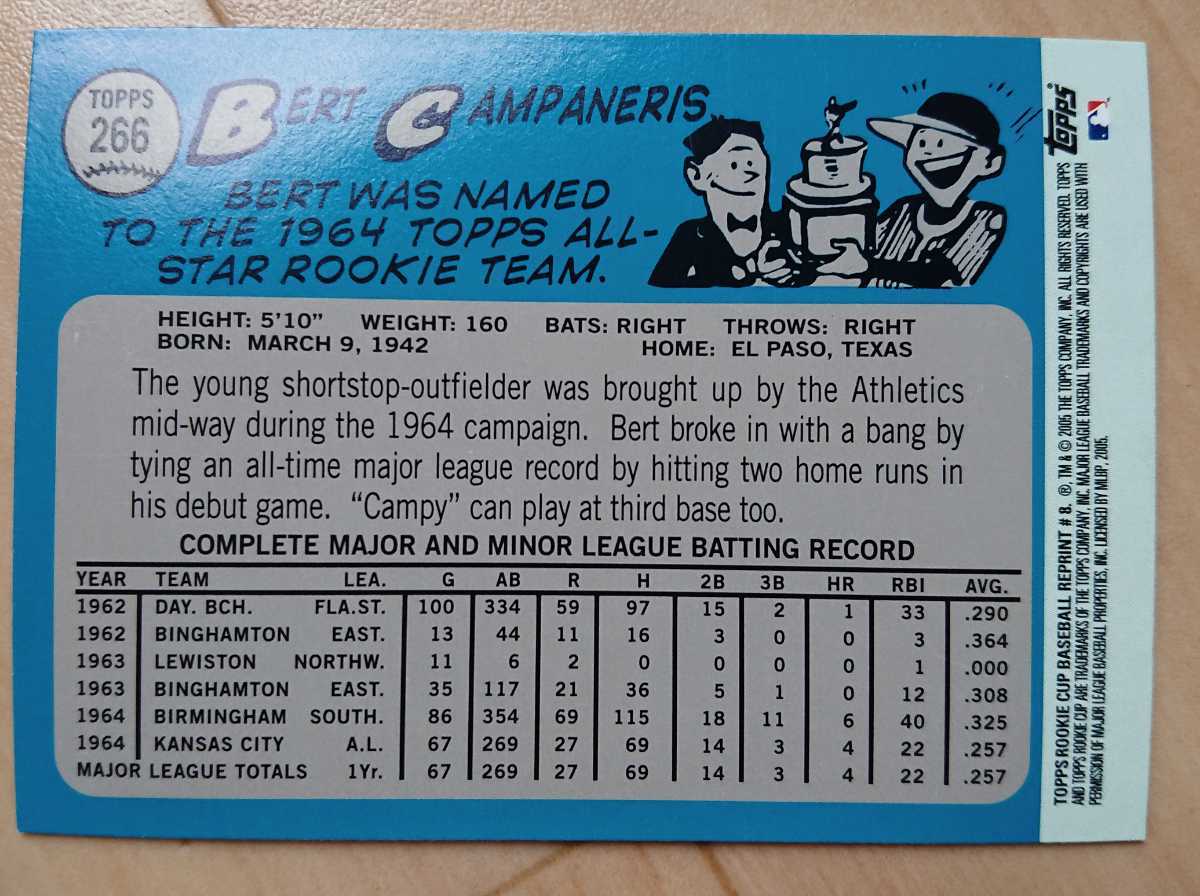 TOPPS
266
BERT CAMPANERIS
BERT WAS NAMED
TO THE 1964 TOPPS ALL-
STAR ROOKIE TEAM.
HEIGHT: 5'10" WEIGHT: 160 BATS: RIGHT THROWS: RIGHT
BORN: MARCH 9, 1942 HOME: EL PASO, TEXAS
The young shortstop-outfielder was brought up by the Athletics
mid-way during the 1964 campaign. Bert broke in with a bang by
tying an all-time major league record by hitting two home runs in
his debut game. "Campy" can play at third base too.
COMPLETE MAJOR AND MINOR LEAGUE BATTING RECORD
YEAR TEAM LEA. G AB R H 2B 3B HR RBI AVG.
1962 DAY. BCH. FLA.ST. 100 334 59 97 15 2 1 33 .290
1962 BINGHAMTON EAST. 13 44 11 16 3 0 0 3 .364
1963 LEWISTON NORTHW. 11 6 2 0 0 0 0 1 .000
1963 BINGHAMTON EAST. 35 117 21 36 5 1 0 12 .308
1964 BIRMINGHAM SOUTH. 86 354 69 115 18 11 6 40 .325
1964 KANSAS CITY A.L. 67 269 27 69 14 3 4 22 .257
MAJOR LEAGUE TOTALS 1Yr. 67 269 27 69 14 3 4 22 .257
Topps
TOPPS ROOKIE CUP BASEBALL REPRINT # 8. ®, TM & © 2005 THE TOPPS COMPANY, INC. ALL RIGHTS RESERVED. TOPPS
AND TOPPS ROOKIE CUP ARE TRADEMARKS OF THE TOPPS COMPANY, INC. MAJOR LEAGUE BASEBALL TRADEMARKS AND COPYRIGHTS ARE USED WITH
PERMISSION OF MAJOR LEAGUE BASEBALL PROPERTIES, INC. LICENSED BY MLBP, 2005.